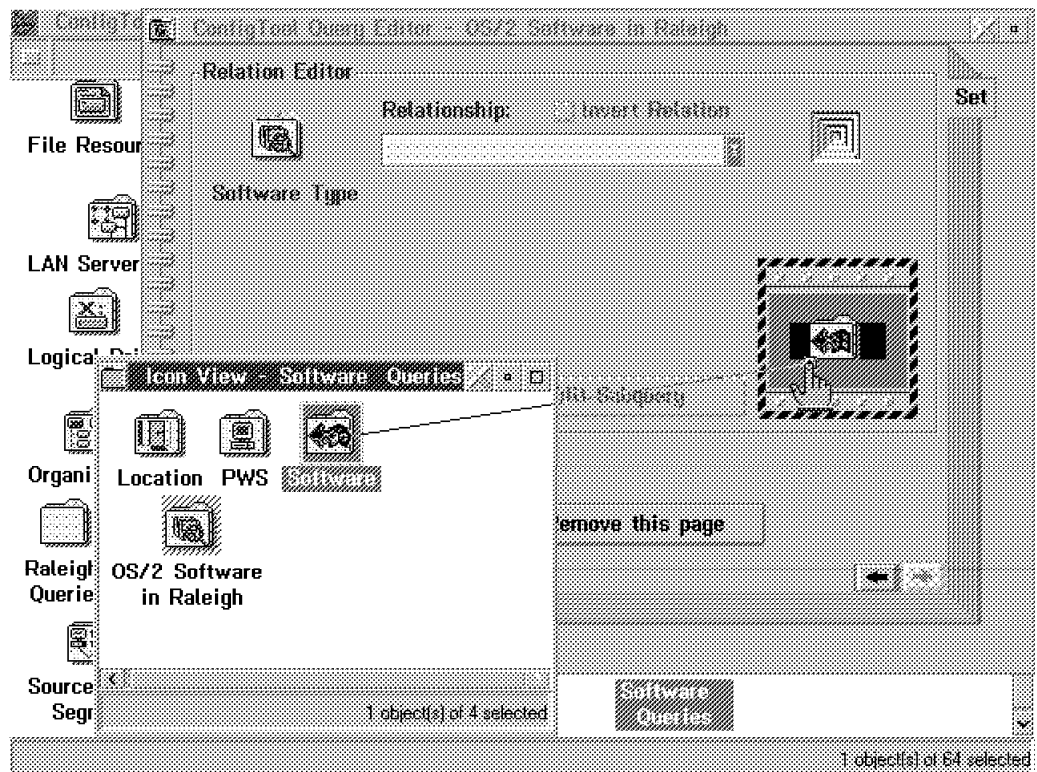 ConfigTool Query Editor - OS/2 Software in Raleigh
Relation Editor
Set
Relationship:
Invert Relation
File Resour
Software Type
LAN Server
Logical
Icon View - Software Queries
Subquery
Organi
Location PWS Software
Remove this page
Raleigh
Querie
OS/2 Software
in Raleigh
Source
Segr
Software
Queries
1 object(s) of 4 selected
1 object(s) of 64 selected